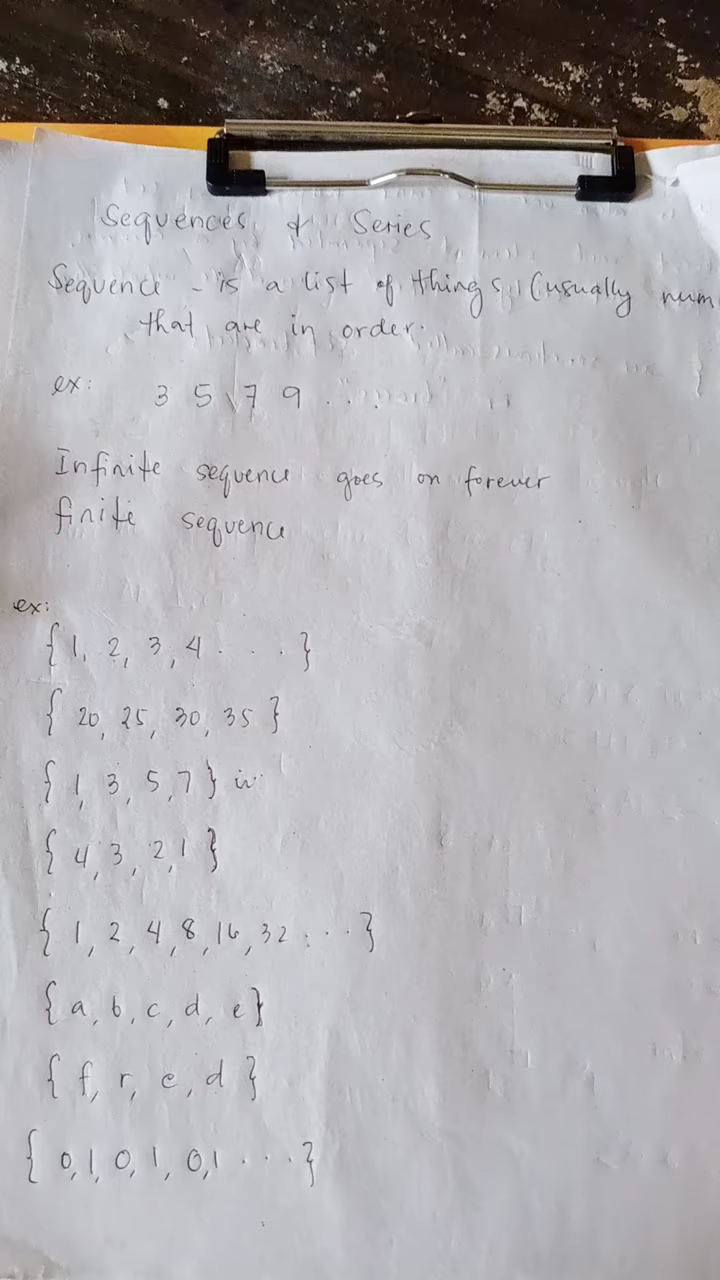 Sequences & Series
Sequence - is a list of things (usually num
that are in order.
ex: 3 5 7 9 . . .
Infinite sequence goes on forever
finite sequence
ex:
{ 1, 2, 3, 4 . . . }
{ 20, 25, 30, 35 }
{ 1, 3, 5, 7 }
{ 4, 3, 2, 1 }
{ 1, 2, 4, 8, 16, 32 . . . }
{ a, b, c, d, e }
{ f, r, e, d }
{ 0, 1, 0, 1, 0, 1 . . . }